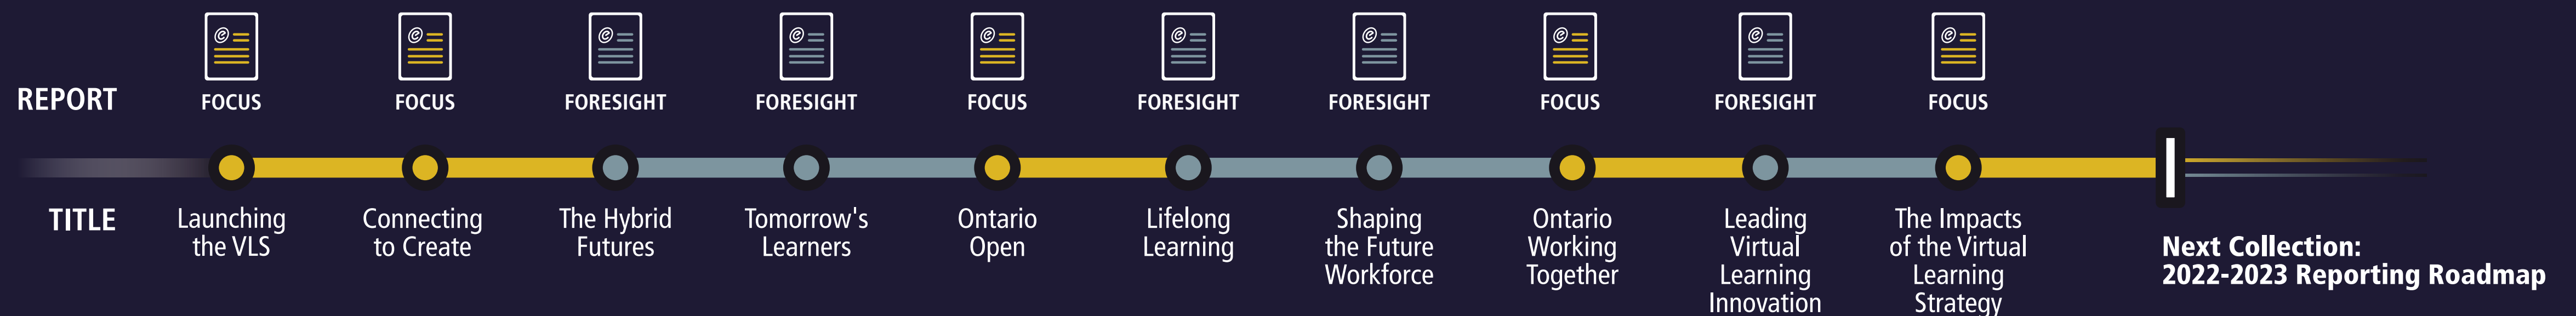 REPORT
FOCUS
FOCUS
FORESIGHT
FORESIGHT
FOCUS
FORESIGHT
FORESIGHT
FOCUS
FORESIGHT
FOCUS
TITLE
Launching
the VLS
Connecting
to Create
The Hybrid
Futures
Tomorrow's
Learners
Ontario
Open
Lifelong
Learning
Shaping
the Future
Workforce
Ontario
Working
Together
Leading
Virtual
Learning
Innovation
The Impacts
of the Virtual
Learning
Strategy
Next Collection:
2022-2023 Reporting Roadmap